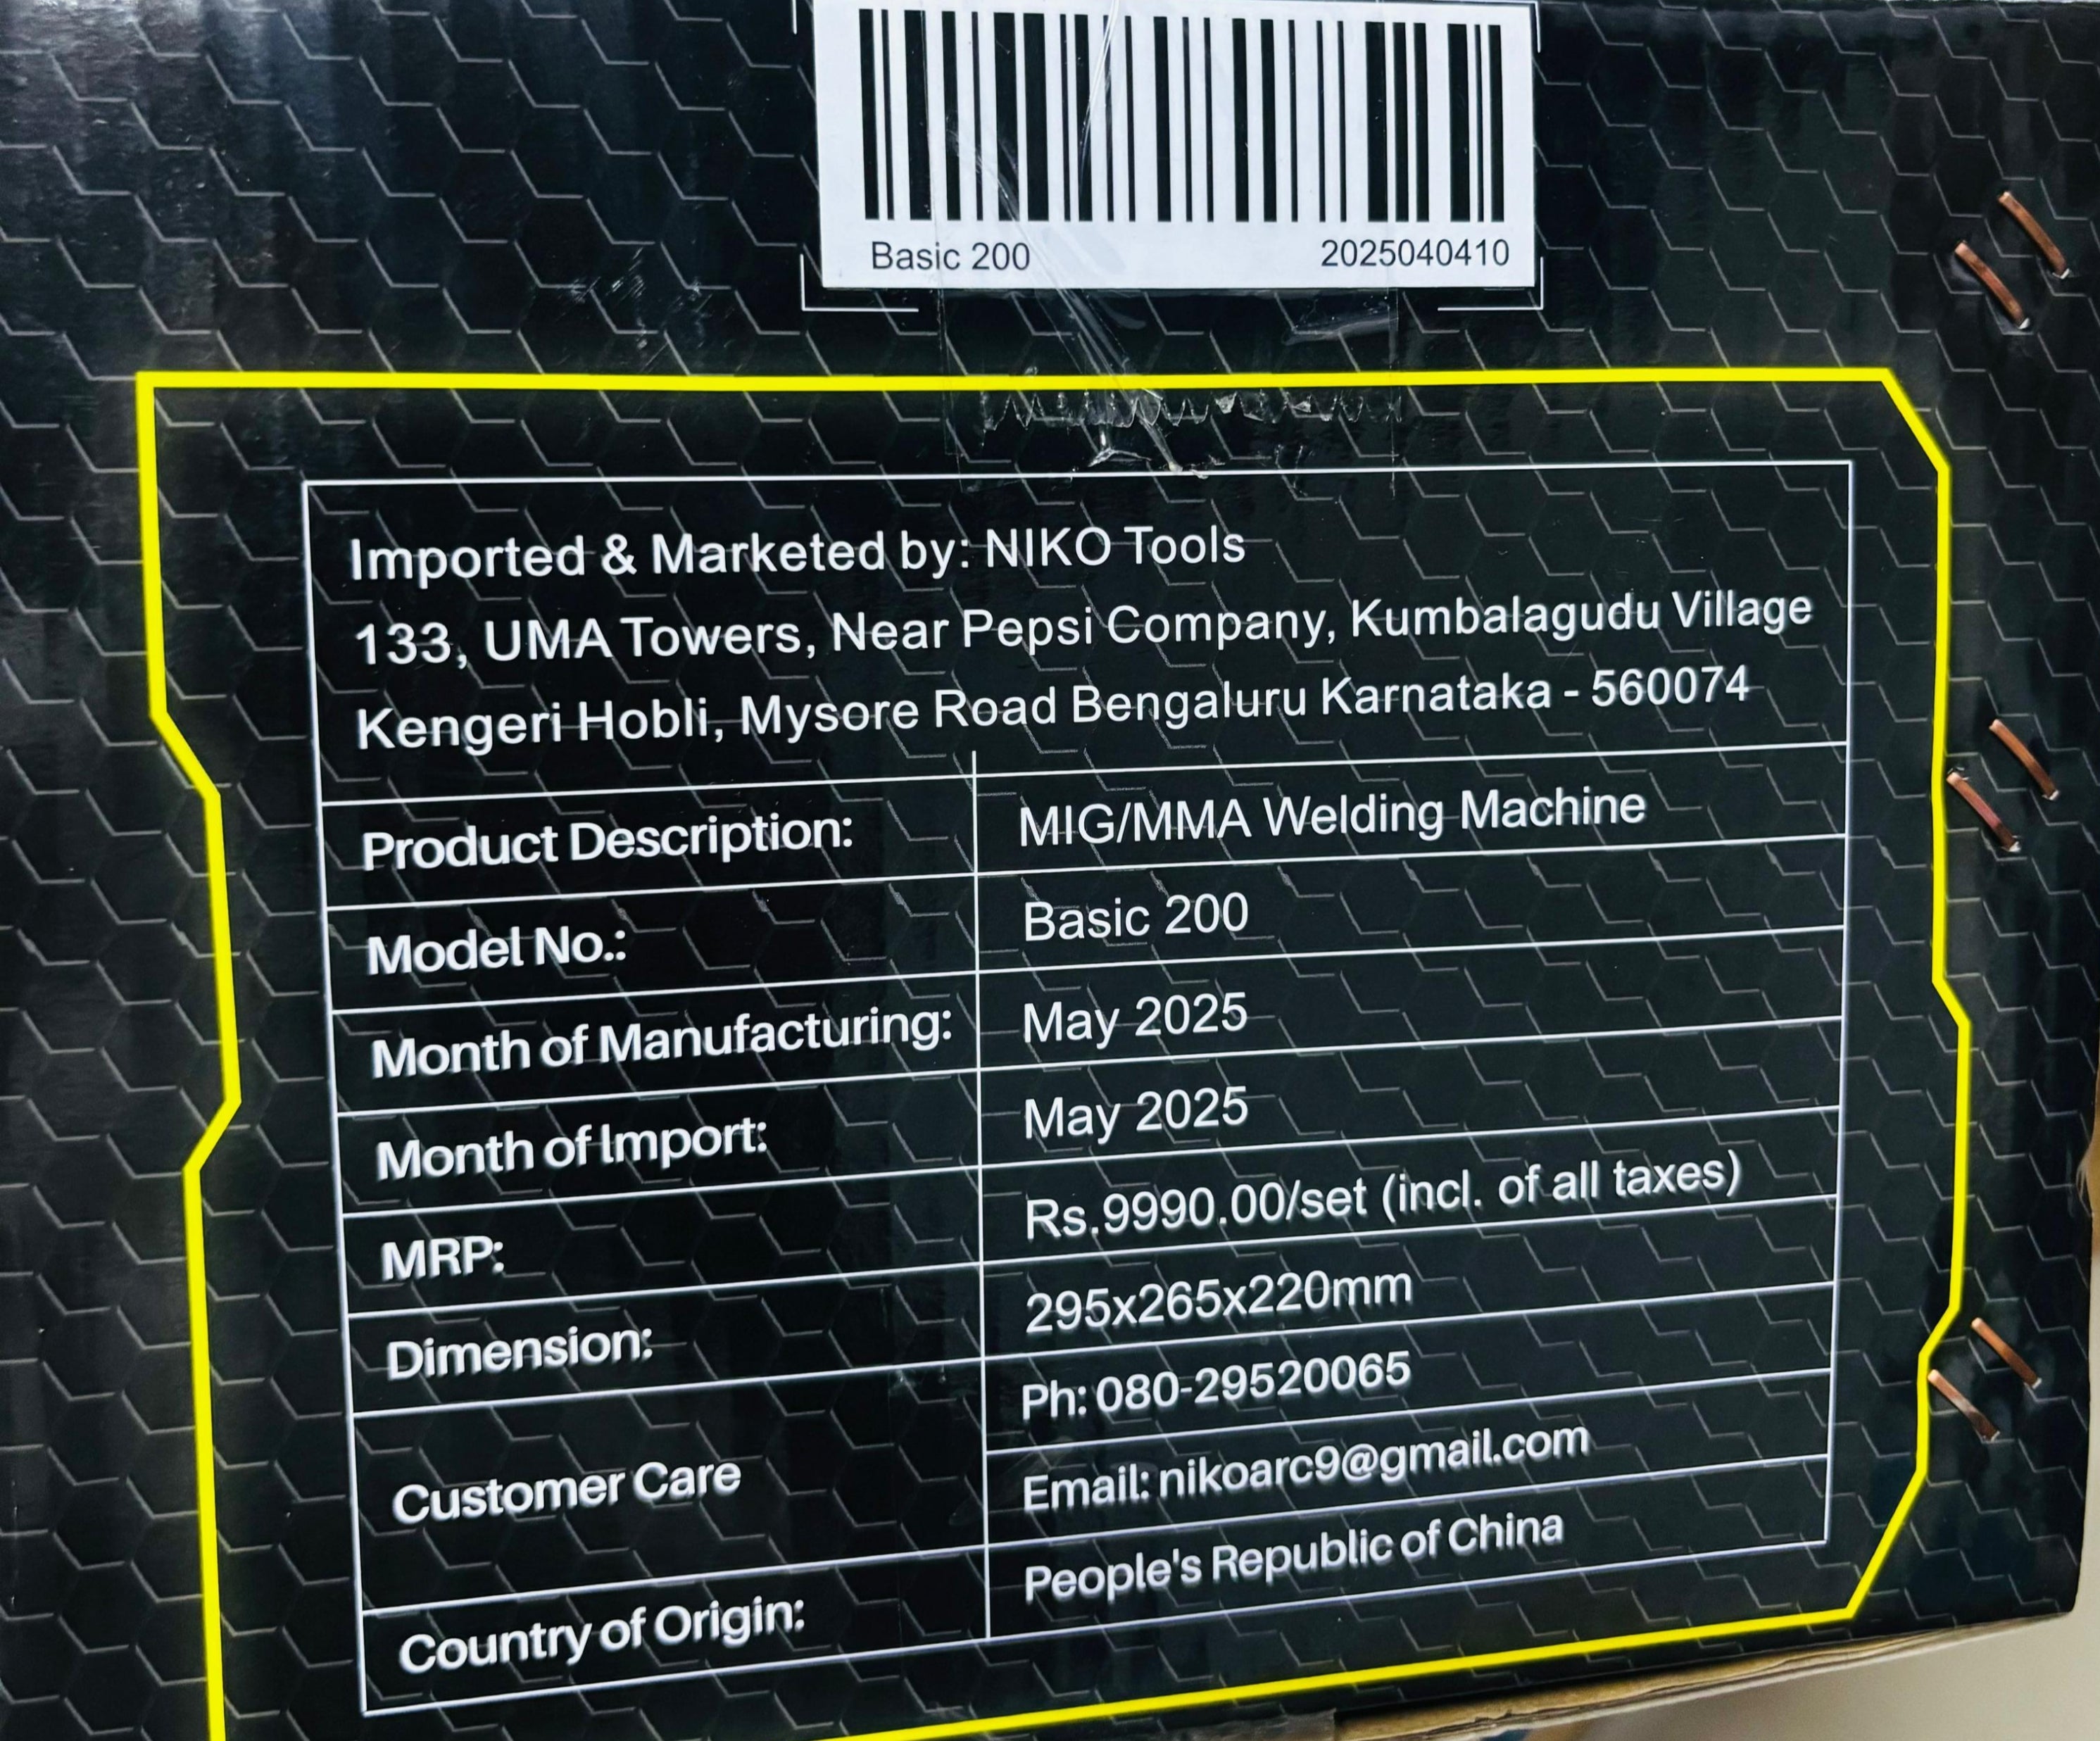 Basic 200 2025040410
Imported & Marketed by: NIKO Tools
133, UMA Towers, Near Pepsi Company, Kumbalagudu Village
Kengeri Hobli, Mysore Road Bengaluru Karnataka - 560074
Product Description: MIG/MMA Welding Machine
Model No.: Basic 200
Month of Manufacturing: May 2025
Month of Import: May 2025
MRP: Rs.9990.00/set (incl. of all taxes)
Dimension: 295x265x220mm
Customer Care Ph: 080-29520065
Email: nikoarc9@gmail.com
Country of Origin: People's Republic of China